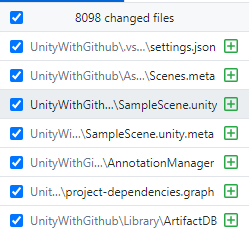 8098 changed files
UnityWithGithub\.vs...\settings.json
UnityWithGithub\As...\Scenes.meta
UnityWithGith...\SampleScene.unity
UnityWi...\SampleScene.unity.meta
UnityWithGi...\AnnotationManager
Unit...\project-dependencies.graph
UnityWithGithub\Library\ArtifactDB